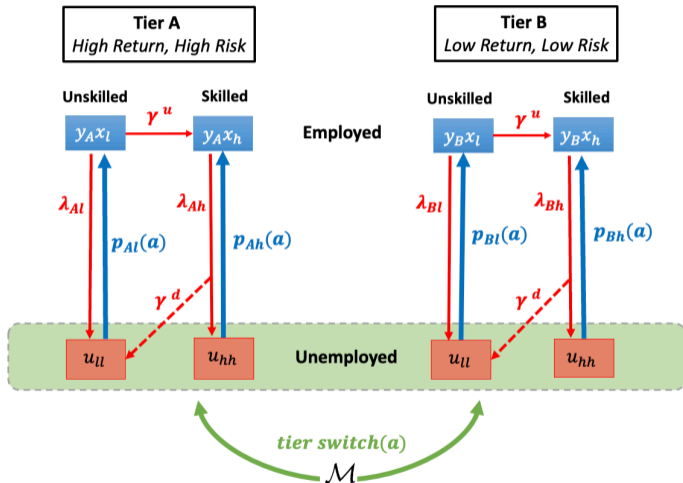 Tier A
High Return, High Risk
Tier B
Low Return, Low Risk
Unskilled
Skilled
Unskilled
Skilled
γ^u
γ^u
y_A x_l
y_A x_h
Employed
y_B x_l
y_B x_h
λ_Al
λ_Ah
λ_Bl
λ_Bh
p_Al(a)
p_Ah(a)
p_Bl(a)
p_Bh(a)
γ^d
γ^d
u_ll
u_hh
Unemployed
u_ll
u_hh
tier switch(a)
ℳ